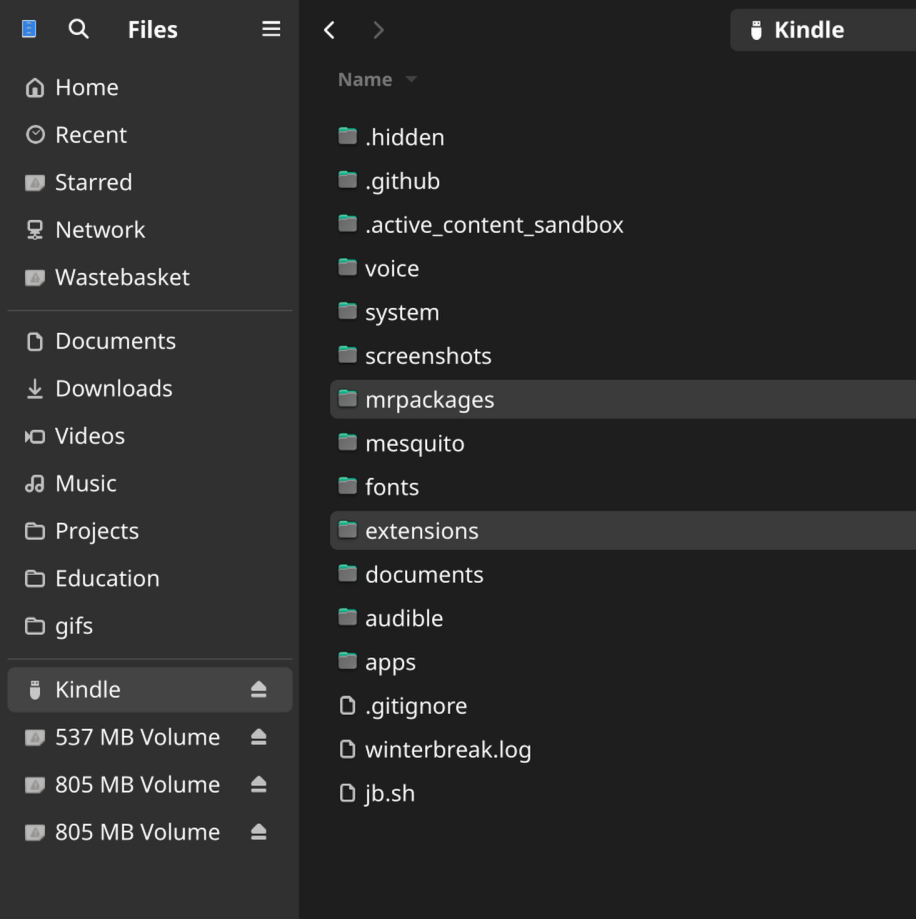 Files
Home
Recent
Starred
Network
Wastebasket
Documents
Downloads
Videos
Music
Projects
Education
gifs
Kindle
537 MB Volume
805 MB Volume
805 MB Volume
Kindle
Name
.hidden
.github
.active_content_sandbox
voice
system
screenshots
mrpackages
mesquito
fonts
extensions
documents
audible
apps
.gitignore
winterbreak.log
jb.sh